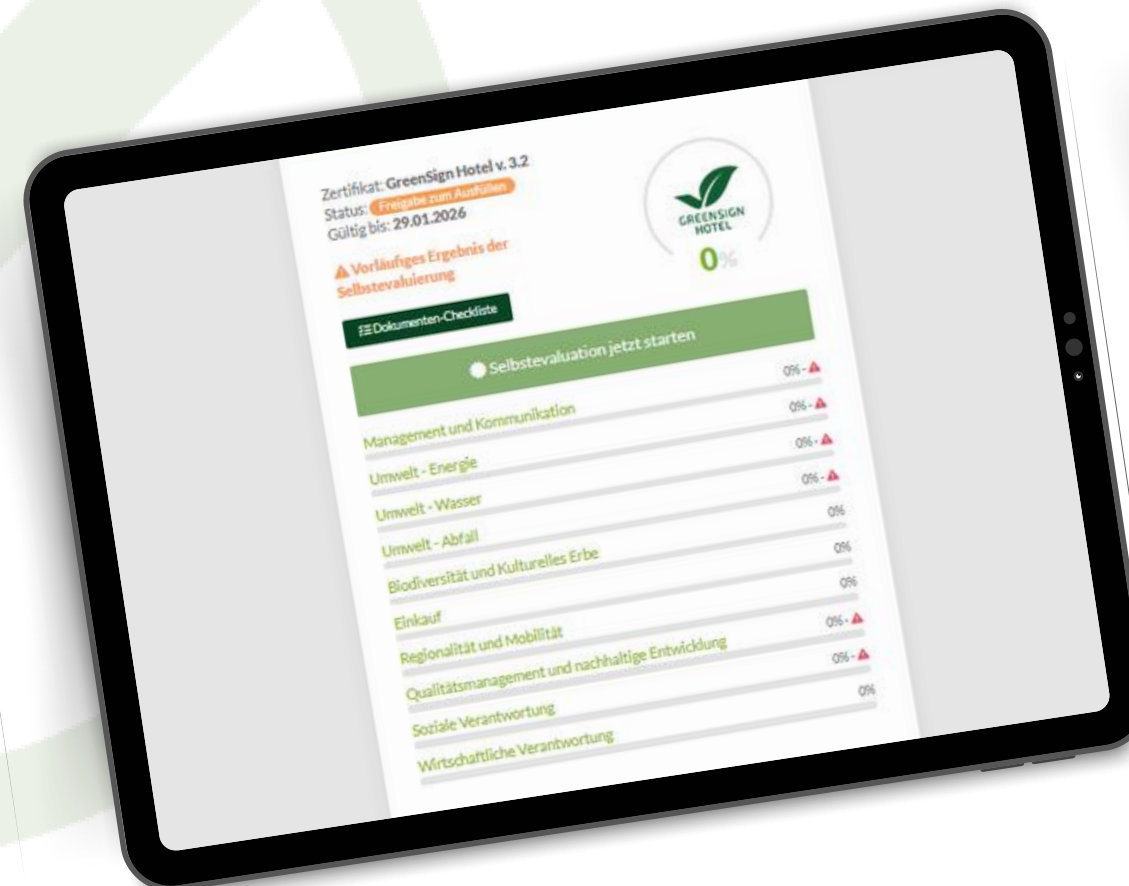 Zertifikat: GreenSign Hotel v. 3.2
Status: Freigabe zum Ausfüllen
Gültig bis: 29.01.2026
Vorläufiges Ergebnis der
Selbstevaluierung
Dokumenten-Checkliste
GREENSIGN
HOTEL
0%
Selbstevaluation jetzt starten
Management und Kommunikation 0% -
Umwelt - Energie 0% -
Umwelt - Wasser 0% -
Umwelt - Abfall 0% -
Biodiversität und Kulturelles Erbe 0%
Einkauf 0%
Regionalität und Mobilität 0%
Qualitätsmanagement und nachhaltige Entwicklung 0% -
Soziale Verantwortung 0% -
Wirtschaftliche Verantwortung 0%